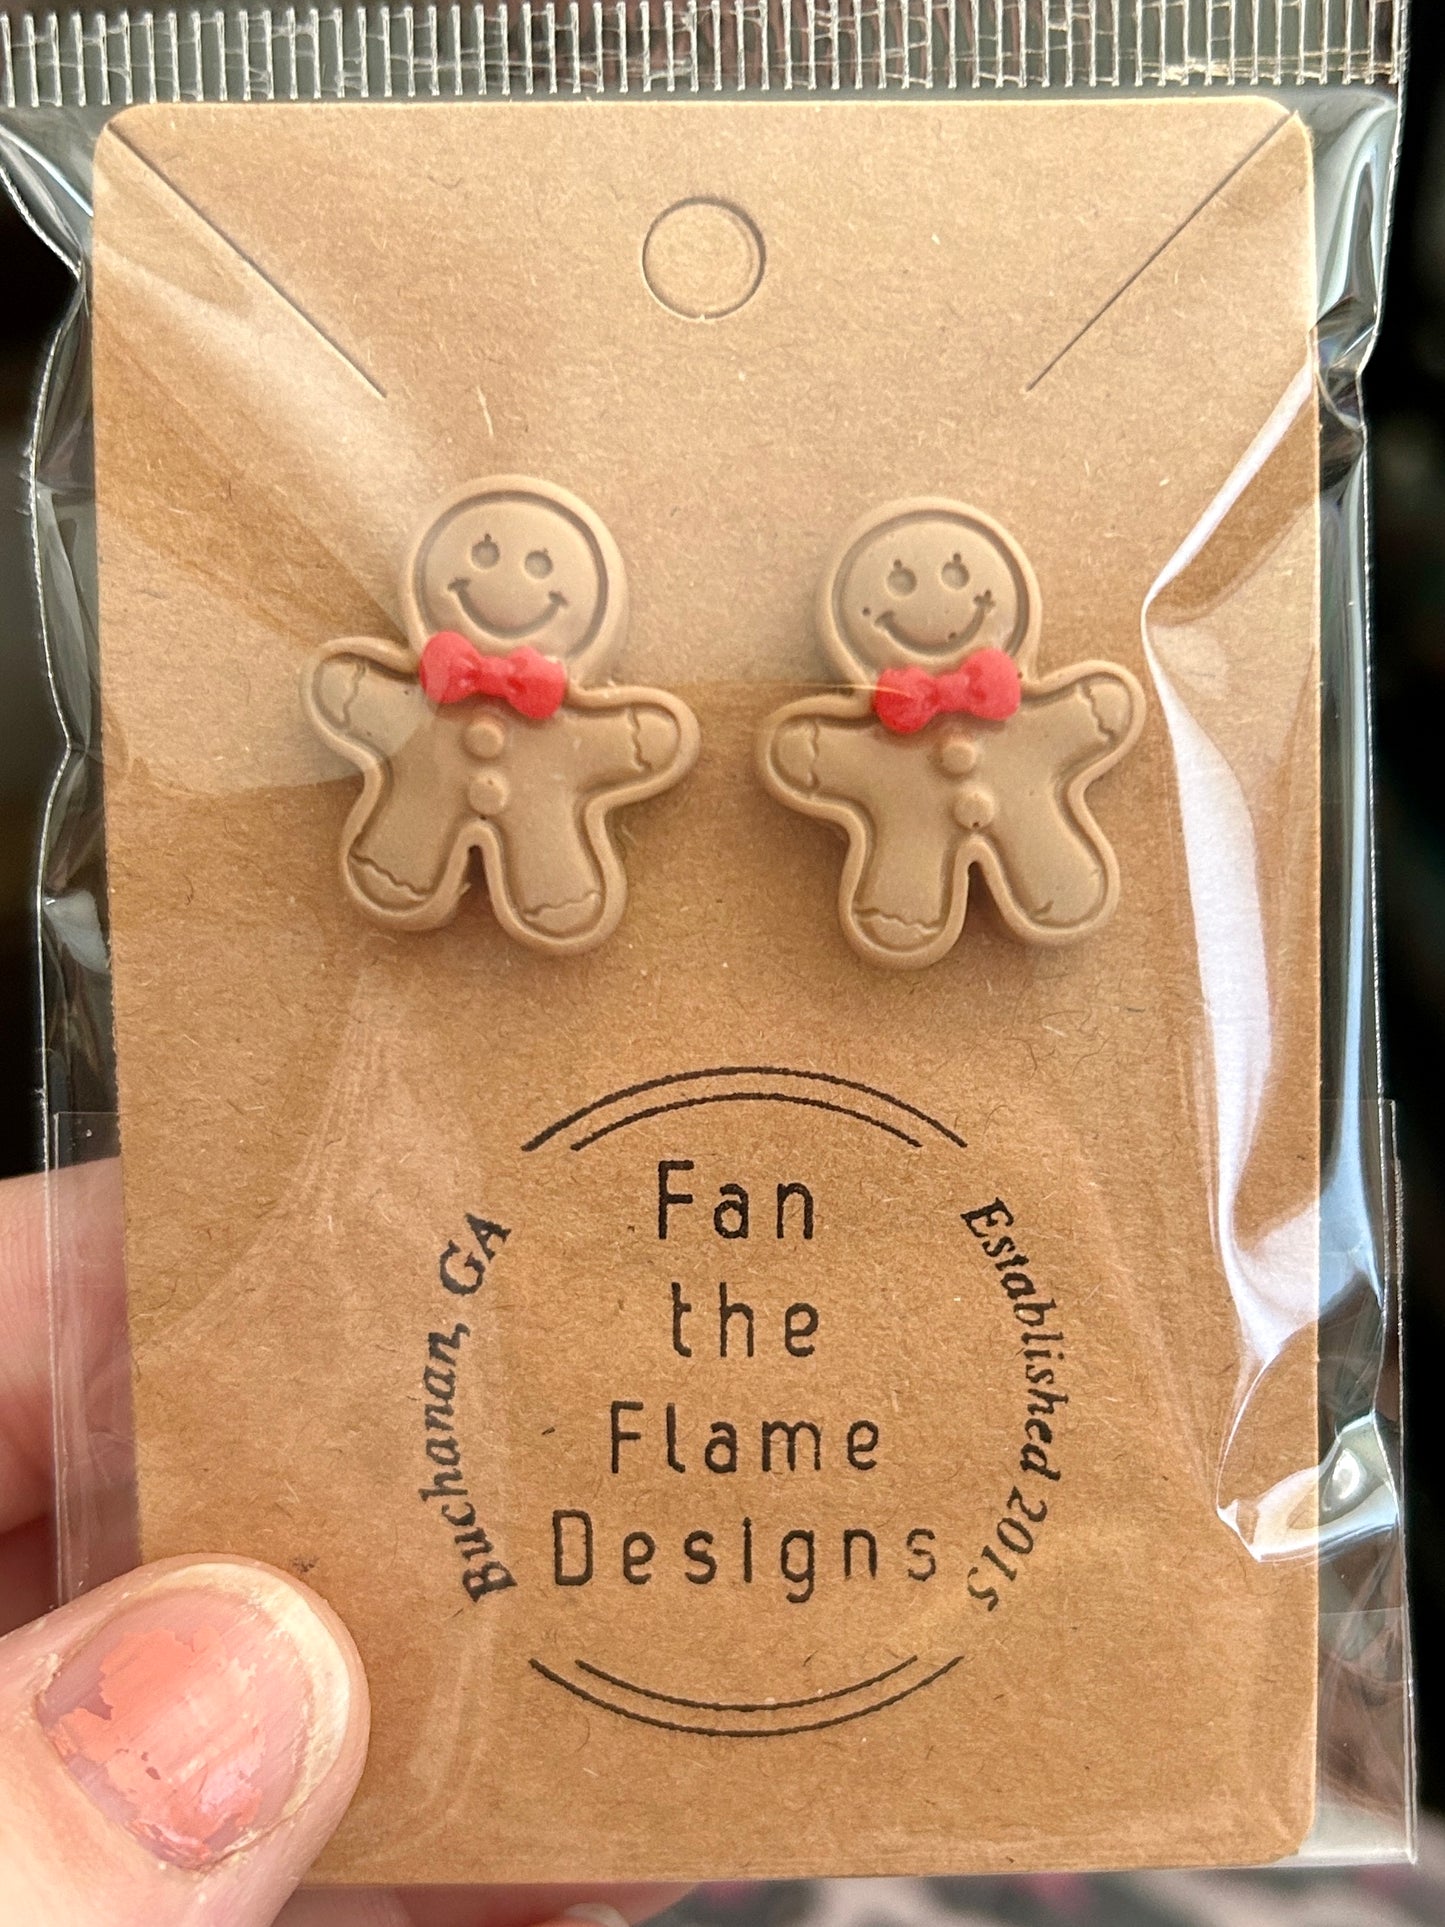 Fan
the
Flame
Designs
Buchanan, GA
Established 2015